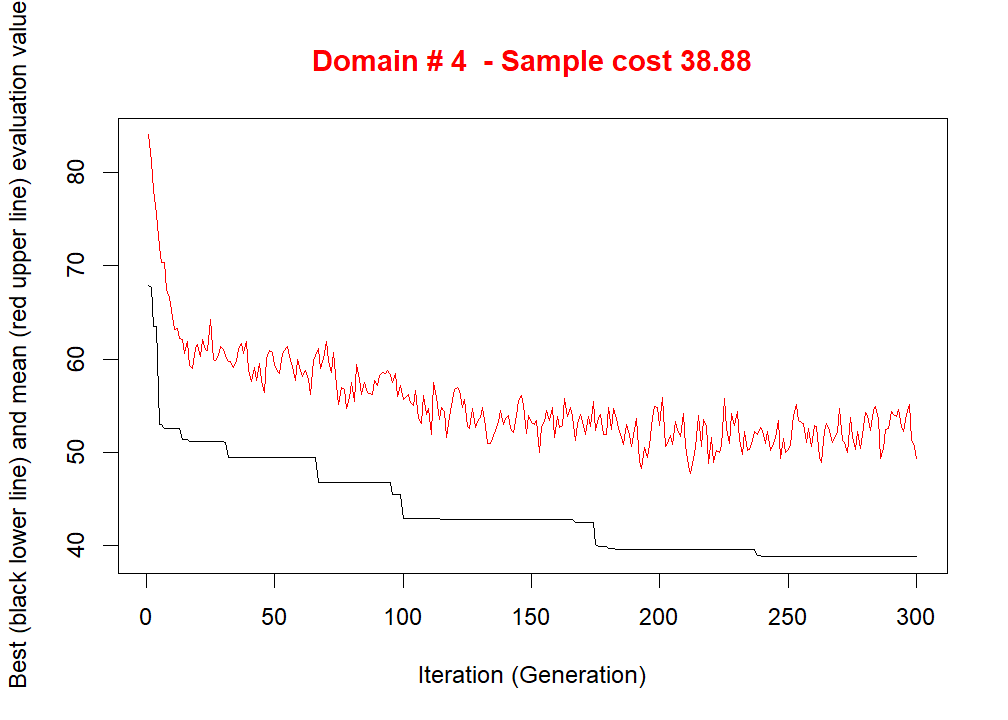 Domain # 4  - Sample cost 38.88
Best (black lower line) and mean (red upper line) evaluation value
80
70
60
50
40
0 50 100 150 200 250 300
Iteration (Generation)